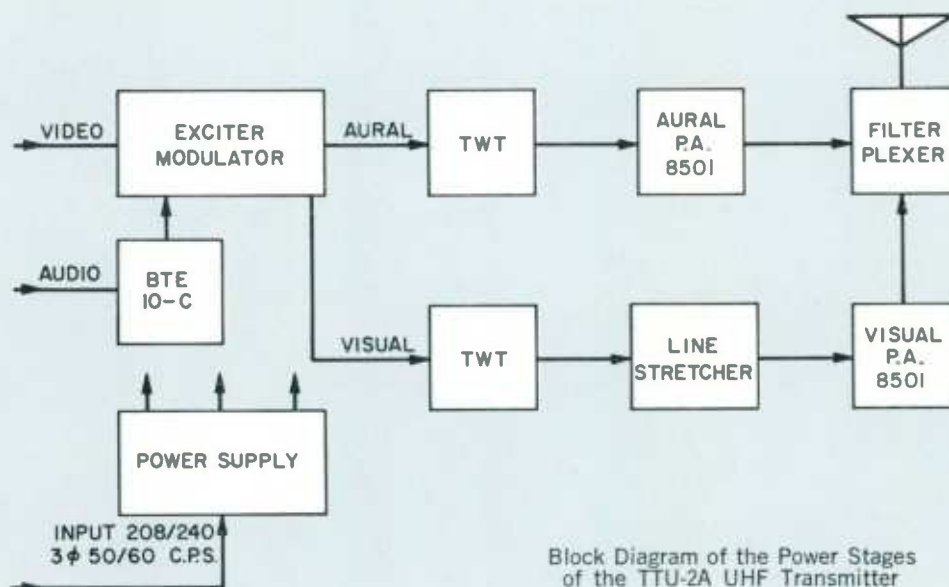 VIDEO
EXCITER
MODULATOR
AURAL
TWT
AURAL
P.A.
8501
FILTER
PLEXER
AUDIO
BTE
10-C
VISUAL
TWT
LINE
STRETCHER
VISUAL
P.A.
8501
POWER SUPPLY
INPUT 208/240
3φ 50/60 C.P.S.
Block Diagram of the Power Stages
of the TTU-2A UHF Transmitter